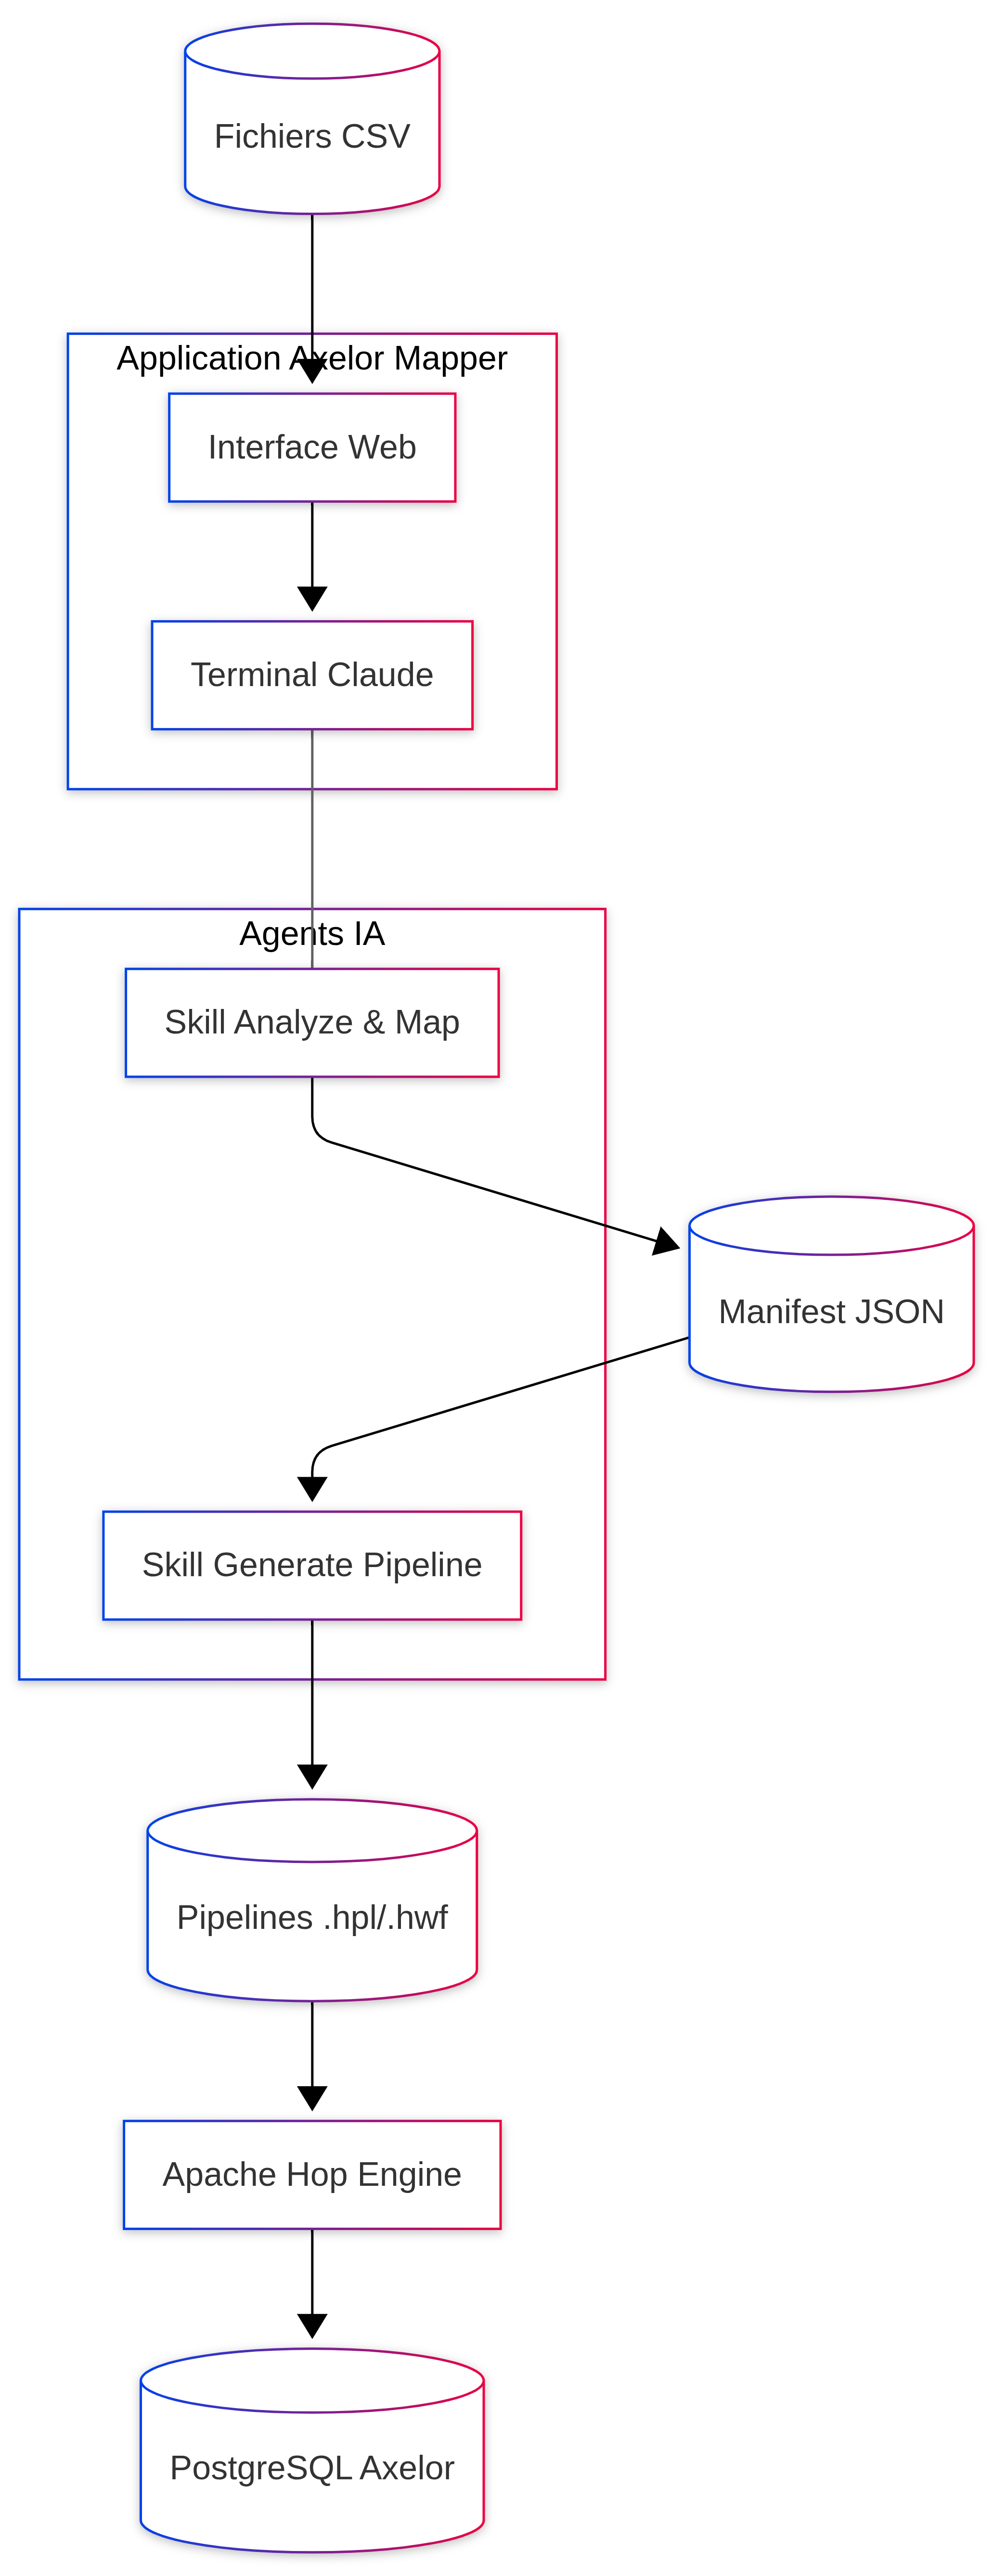 Fichiers CSV
Application Axelor Mapper
Interface Web
Terminal Claude
Agents IA
Skill Analyze & Map
Manifest JSON
Skill Generate Pipeline
Pipelines .hpl/.hwf
Apache Hop Engine
PostgreSQL Axelor